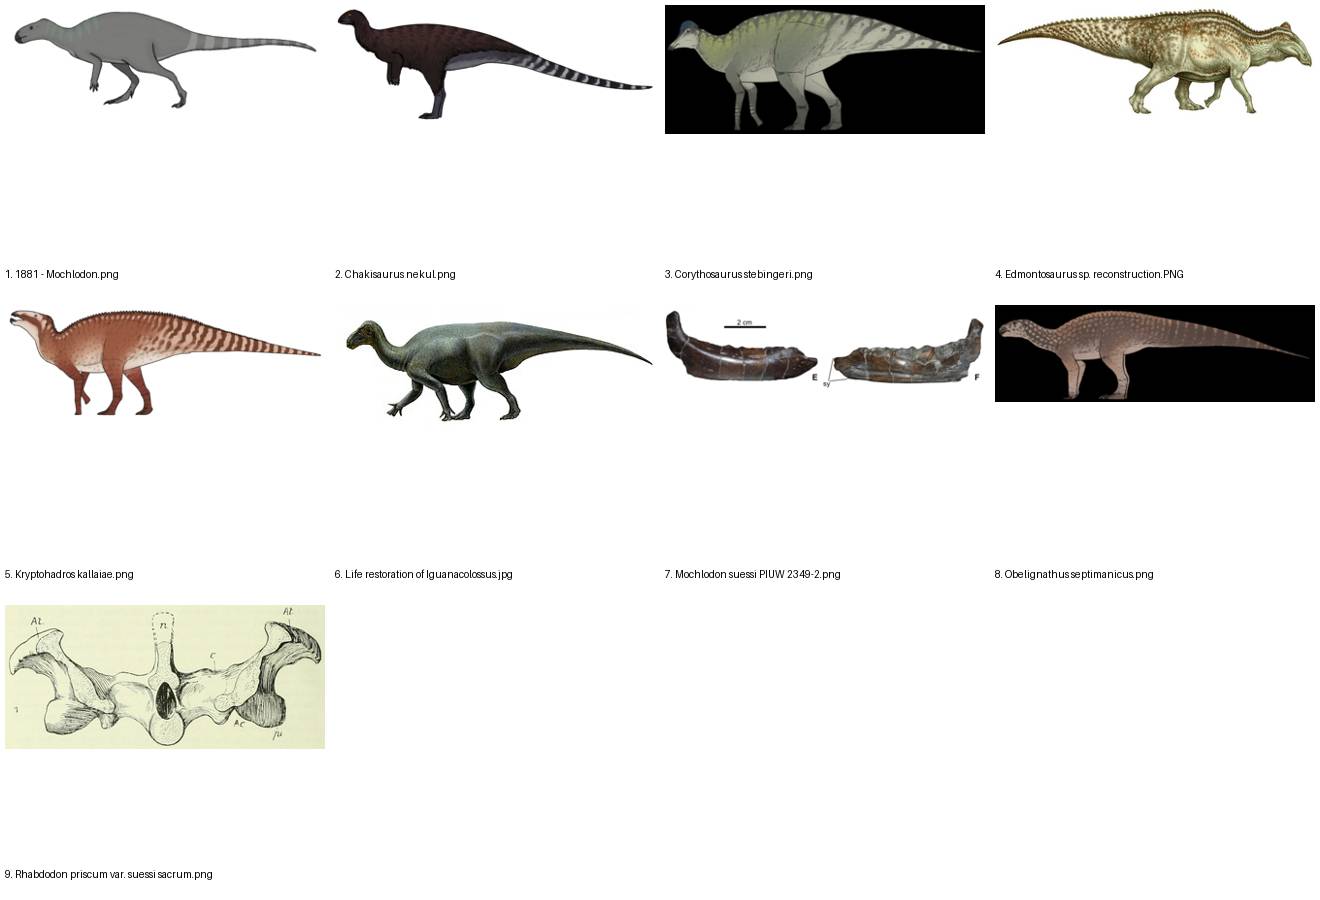 1. 1881 - Mochlodon.png
2. Chakisaurus nekul.png
3. Corythosaurus stebingeri.png
4. Edmontosaurus sp. reconstruction.PNG
2 cm
E
sy
F
5. Kryptohadros kallaiae.png
6. Life restoration of Iguanacolossus.jpg
7. Mochlodon suessi PIUW 2349-2.png
8. Obelignathus septimanicus.png
At.
n
At.
c
Ac
pu
9. Rhabdodon priscum var. suessi sacrum.png